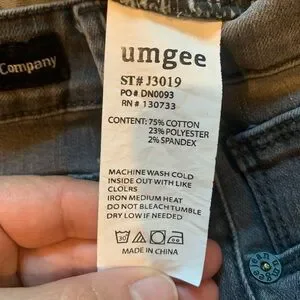 Company
umgee
ST# J3019
PO# DN0093
RN# 130733
CONTENT: 75% COTTON
23% POLYESTER
2% SPANDEX
MACHINE WASH COLD
INSIDE OUT WITH LIKE
CLOLRS
IRON MEDIUM HEAT
DO NOT BLEACH TUMBLE
DRY LOW IF NEEDED
30
MADE IN CHINA